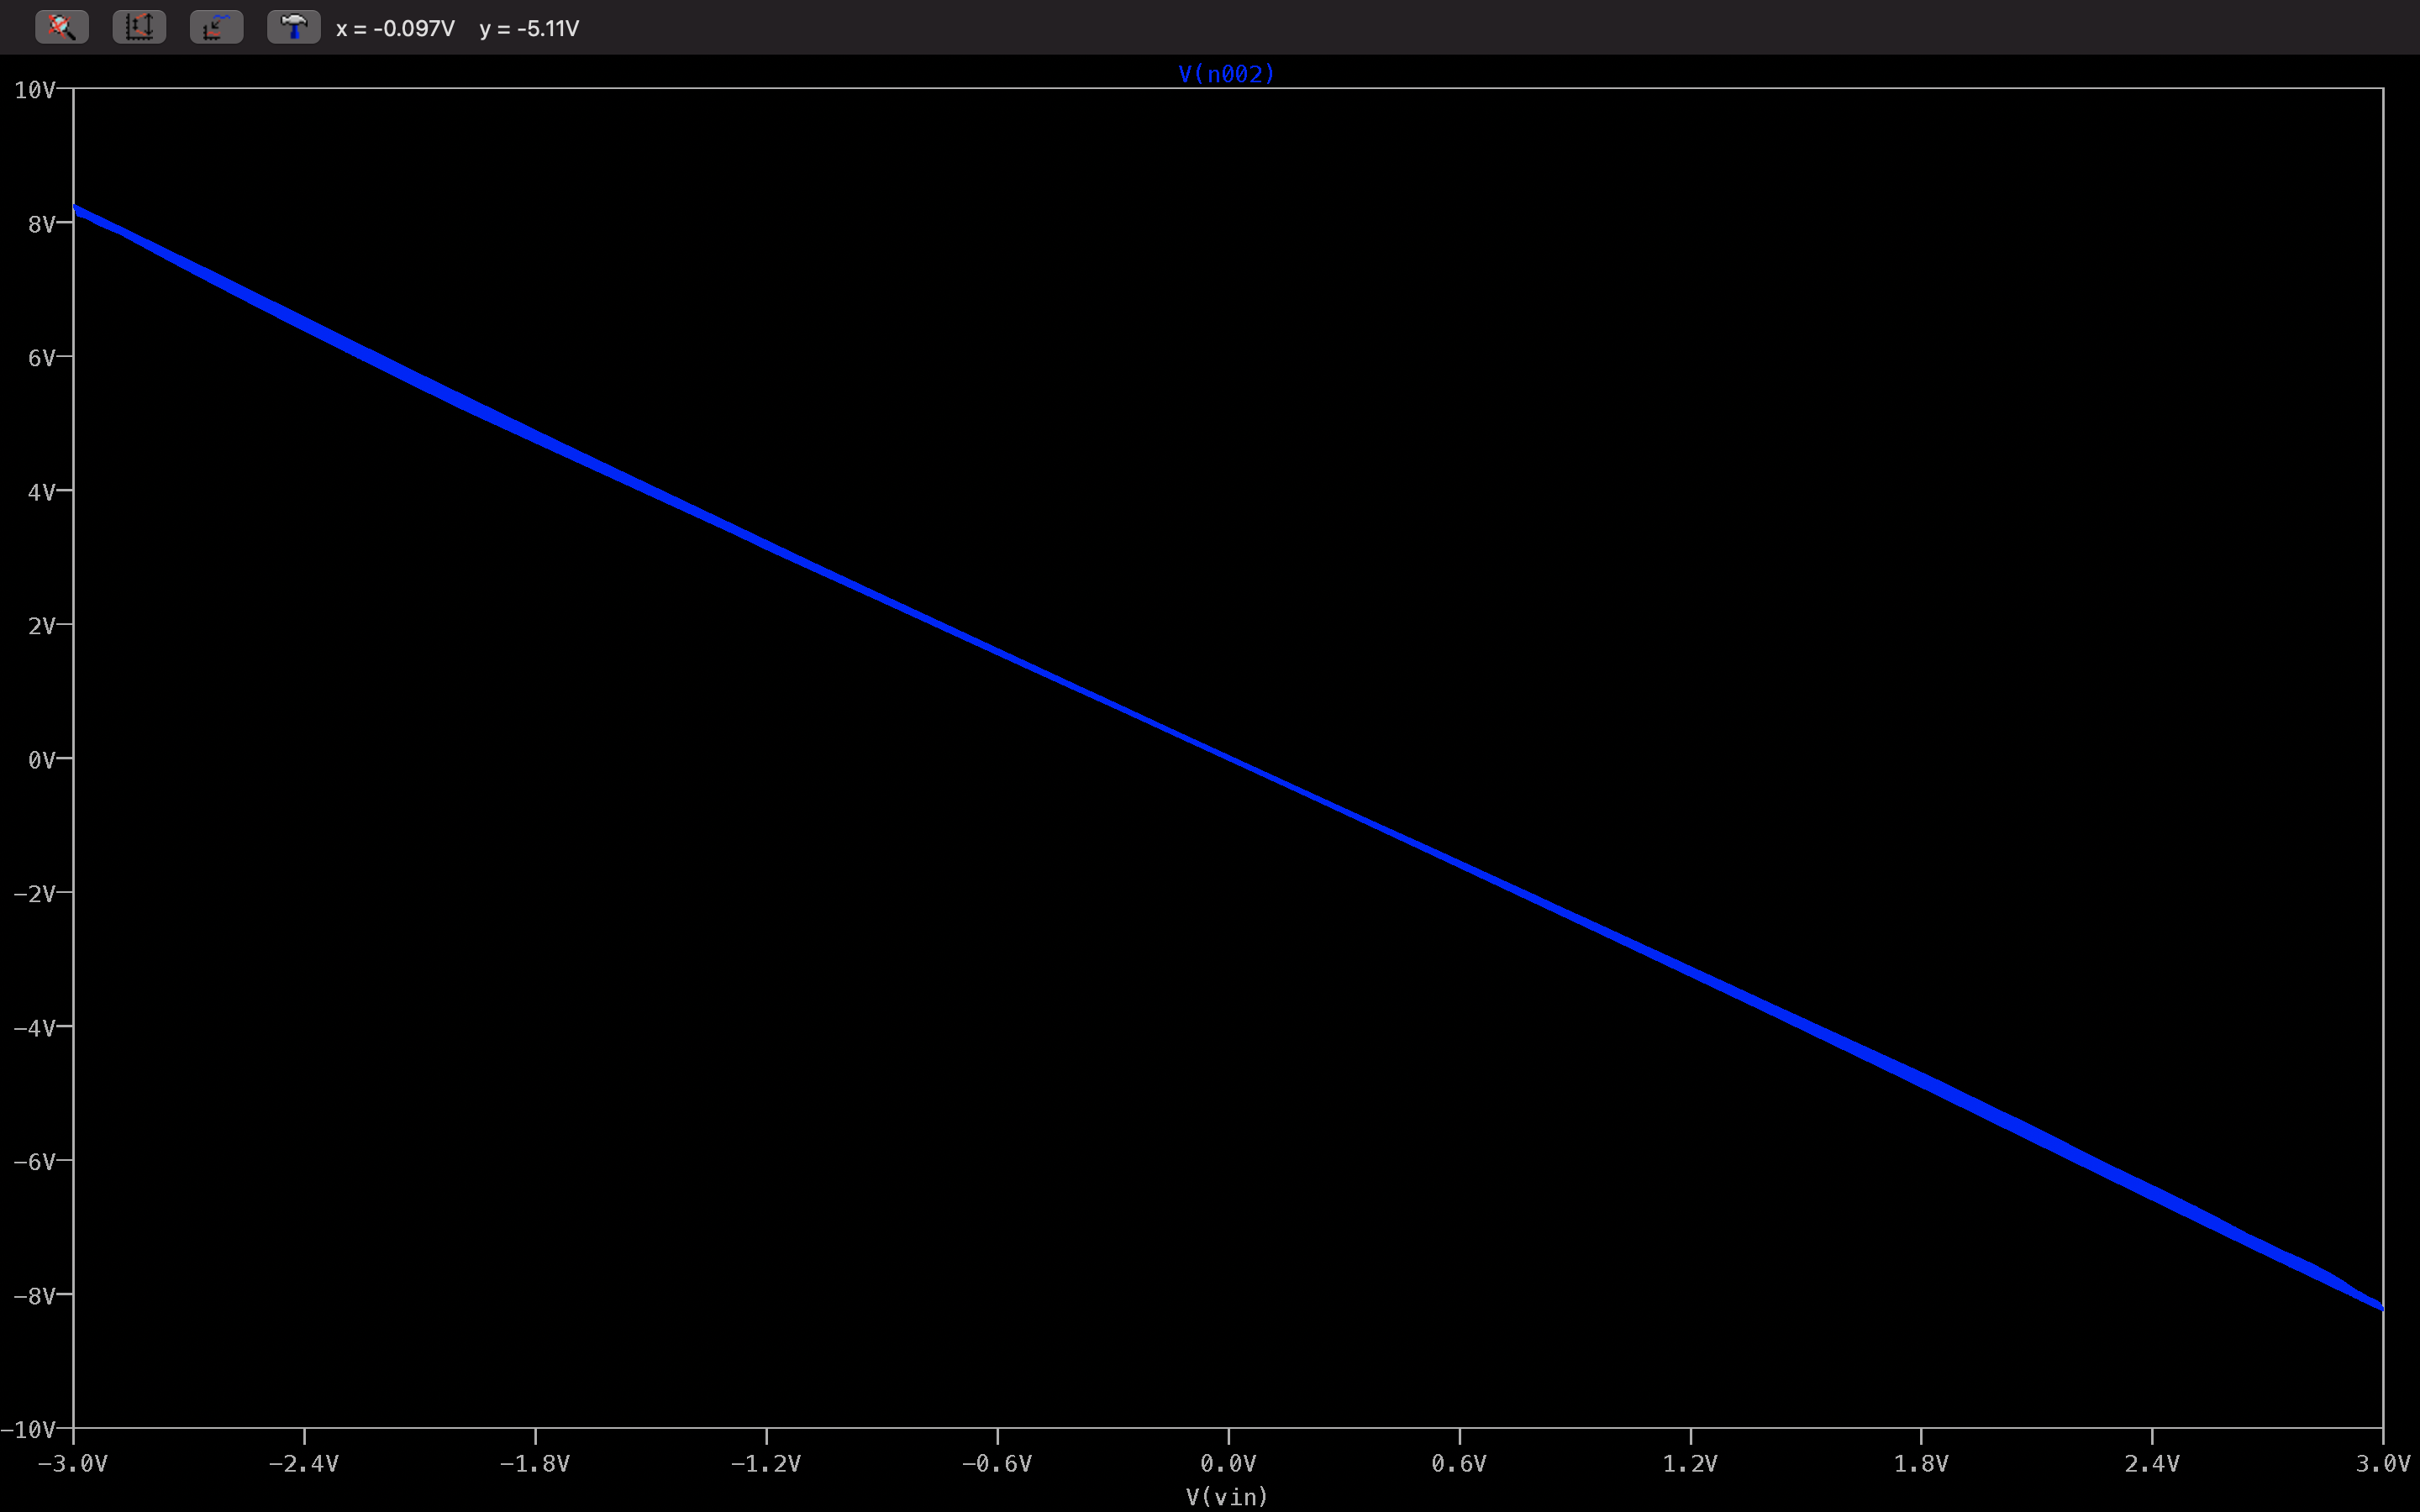 x = -0.097V y = -5.11V
V(n002)
10V
8V
6V
4V
2V
0V
−2V
−4V
−6V
−8V
−10V
−3.0V −2.4V −1.8V −1.2V −0.6V 0.0V 0.6V 1.2V 1.8V 2.4V 3.0V
V(vin)